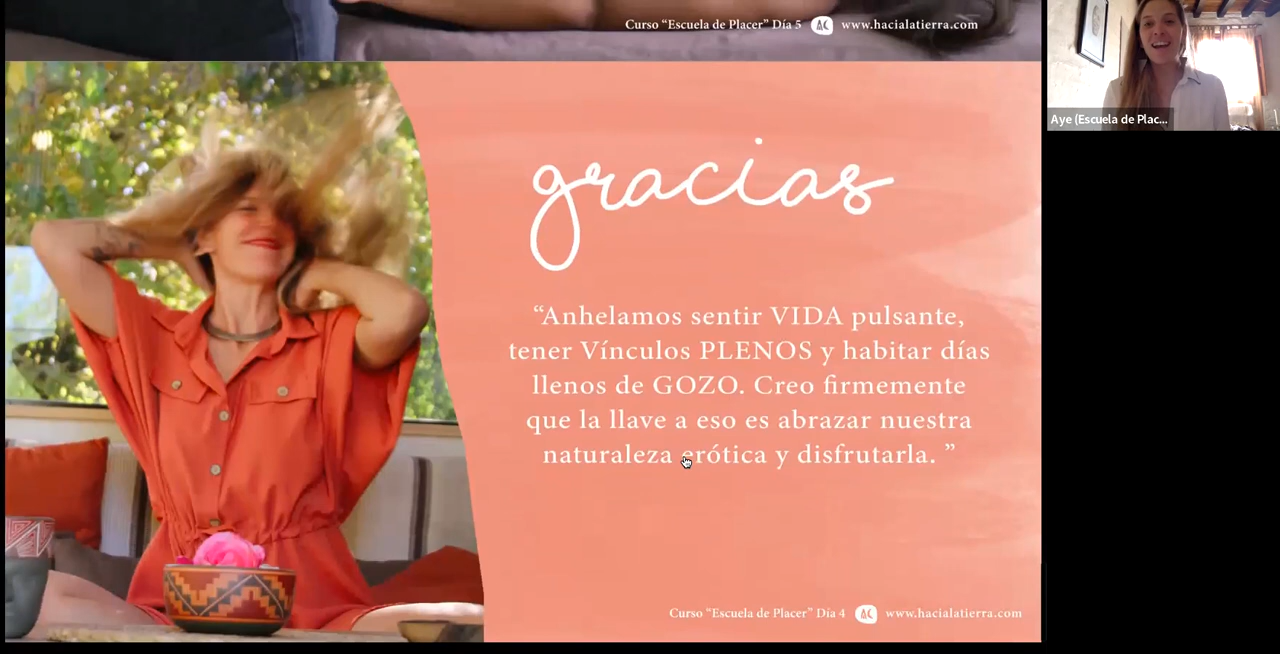 Curso “Escuela de Placer” Día 5 AC www.hacialatierra.com
Aye (Escuela de Plac...
gracias
“Anhelamos sentir VIDA pulsante,
tener Vínculos PLENOS y habitar días
llenos de GOZO. Creo firmemente
que la llave a eso es abrazar nuestra
naturaleza erótica y disfrutarla. ”
Curso “Escuela de Placer” Día 4 AC www.hacialatierra.com